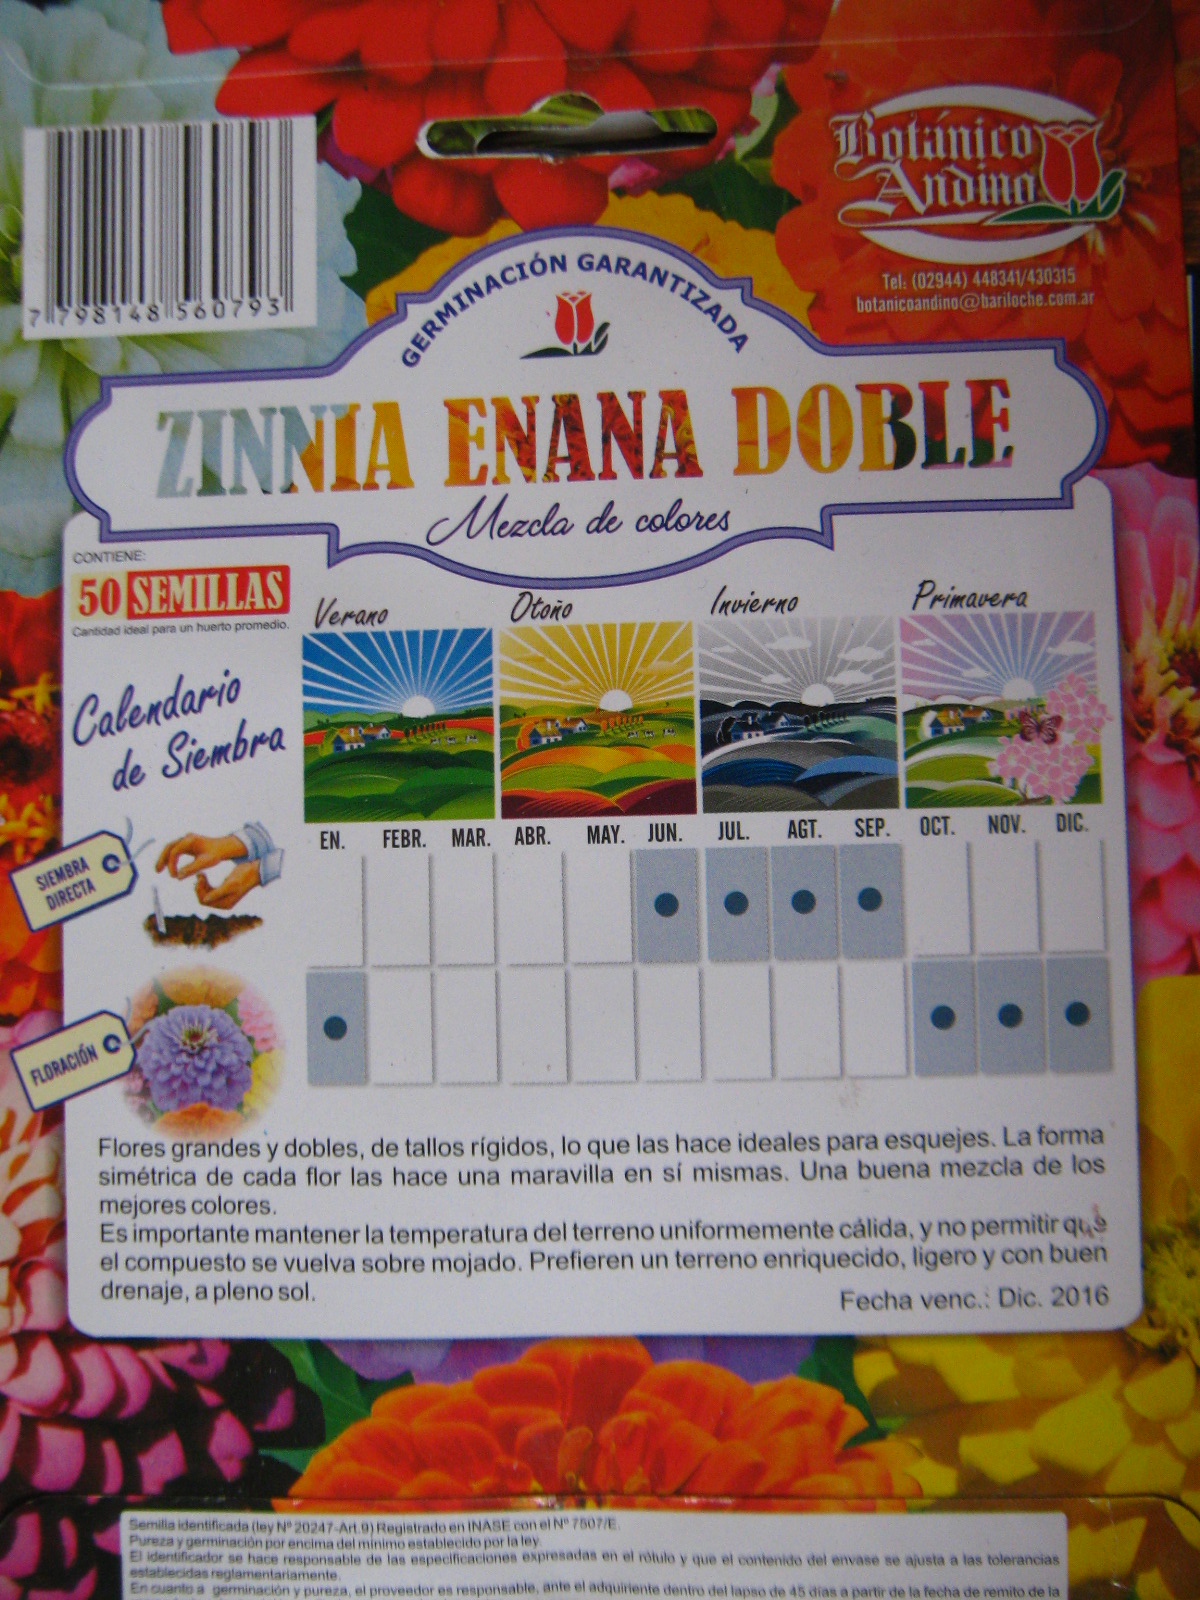 Botánico
Andino
Tel: (02944) 448341/430315
botanicoandino@bariloche.com.ar
7 798148 560793
GERMINACIÓN GARANTIZADA
ZINNIA ENANA DOBLE
Mezcla de colores
CONTIENE:
50 SEMILLAS
Cantidad ideal para un huerto promedio.
Verano Otoño Invierno Primavera
Calendario
de Siembra
EN. FEBR. MAR. ABR. MAY. JUN. JUL. AGT. SEP. OCT. NOV. DIC.
SIEMBRA
DIRECTA
FLORACIÓN
Flores grandes y dobles, de tallos rígidos, lo que las hace ideales para esquejes. La forma
simétrica de cada flor las hace una maravilla en sí mismas. Una buena mezcla de los
mejores colores.
Es importante mantener la temperatura del terreno uniformemente cálida, y no permitir que
el compuesto se vuelva sobre mojado. Prefieren un terreno enriquecido, ligero y con buen
drenaje, a pleno sol.
Fecha venc.: Dic. 2016
Semilla identificada (ley Nº 20247-Art.9) Registrado en INASE con el Nº 7507/E.
Pureza y germinación por encima del mínimo establecido por la ley.
El identificador se hace responsable de las especificaciones expresadas en el rótulo y que el contenido del envase se ajusta a las tolerancias
establecidas reglamentariamente.
En cuanto a germinación y pureza, el proveedor es responsable, ante el adquiriente dentro del lapso de 45 días a partir de la fecha de remito de la